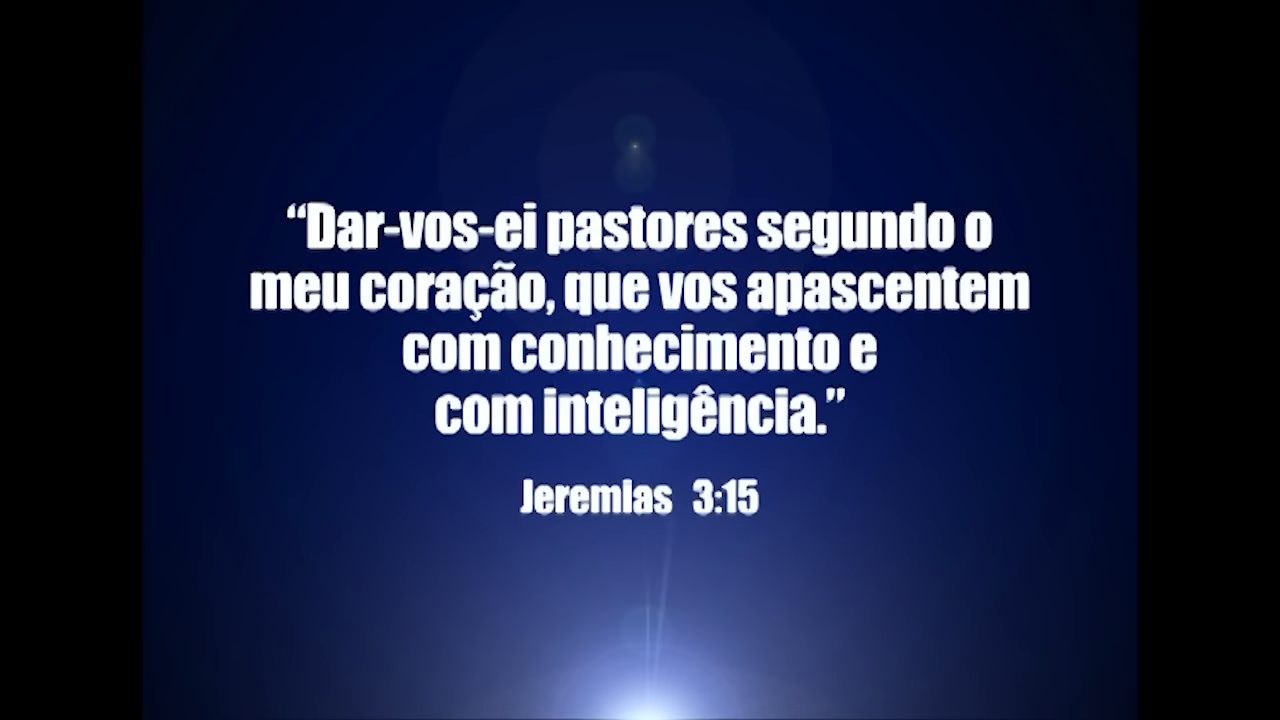 “Dar-vos-ei pastores segundo o
meu coração, que vos apascentem
com conhecimento e
com inteligência.”
Jeremias 3:15